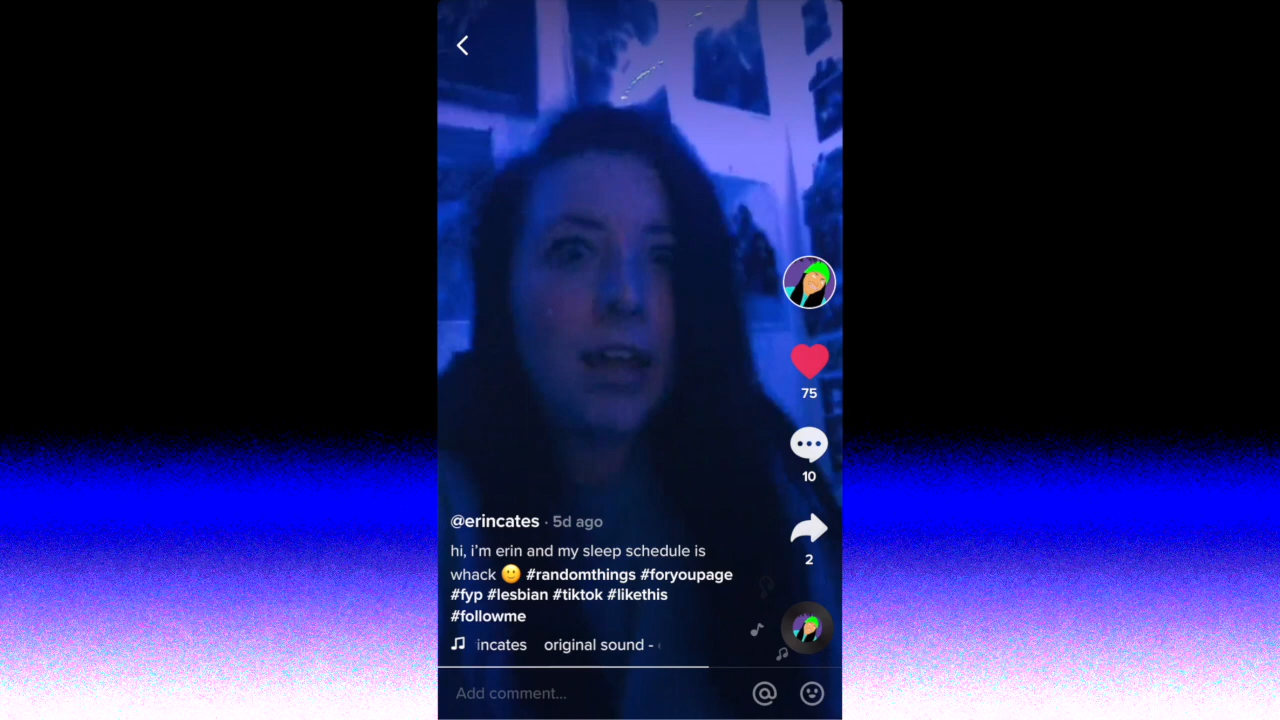 75
10
@erincates · 5d ago
hi, i'm erin and my sleep schedule is
whack 🙂 #randomthings #foryoupage
#fyp #lesbian #tiktok #likethis
#followme
2
incates original sound -
Add comment...